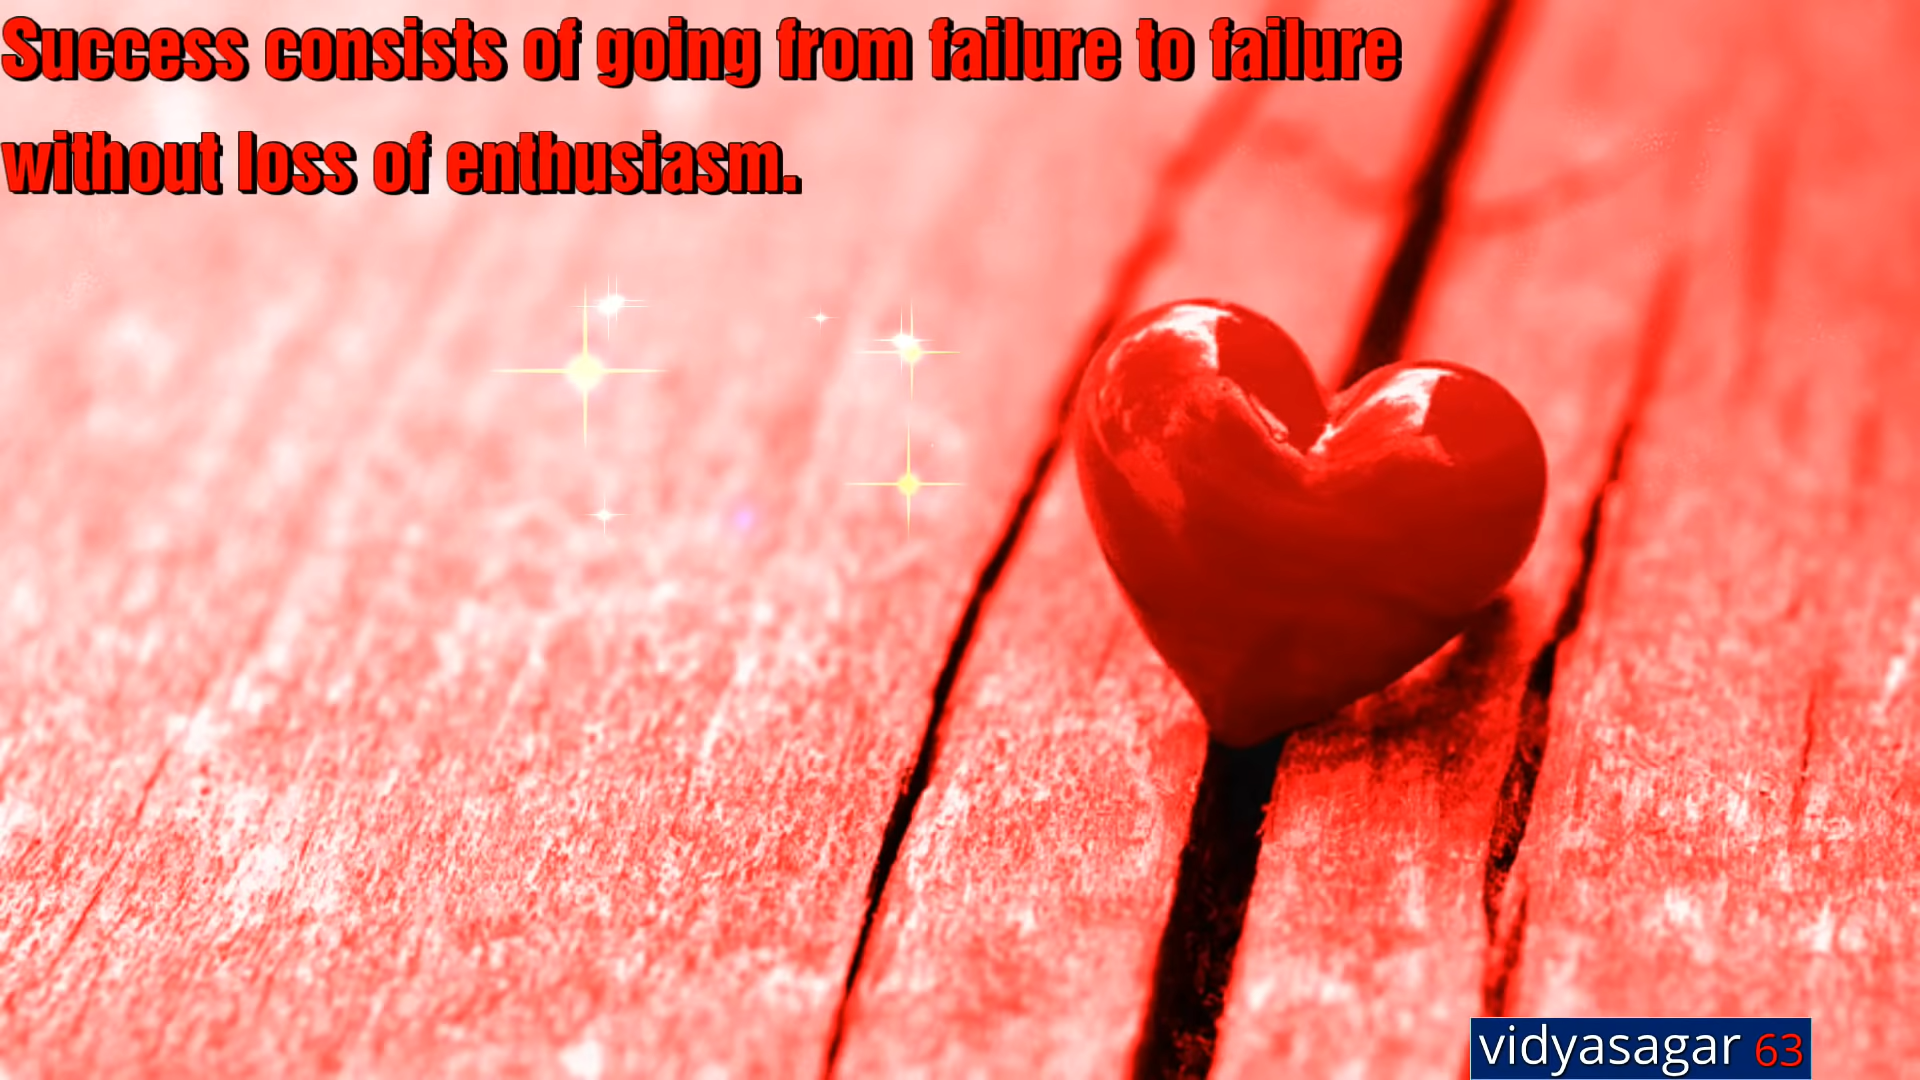 Success consists of going from failure to failure
without loss of enthusiasm.
vidyasagar 63